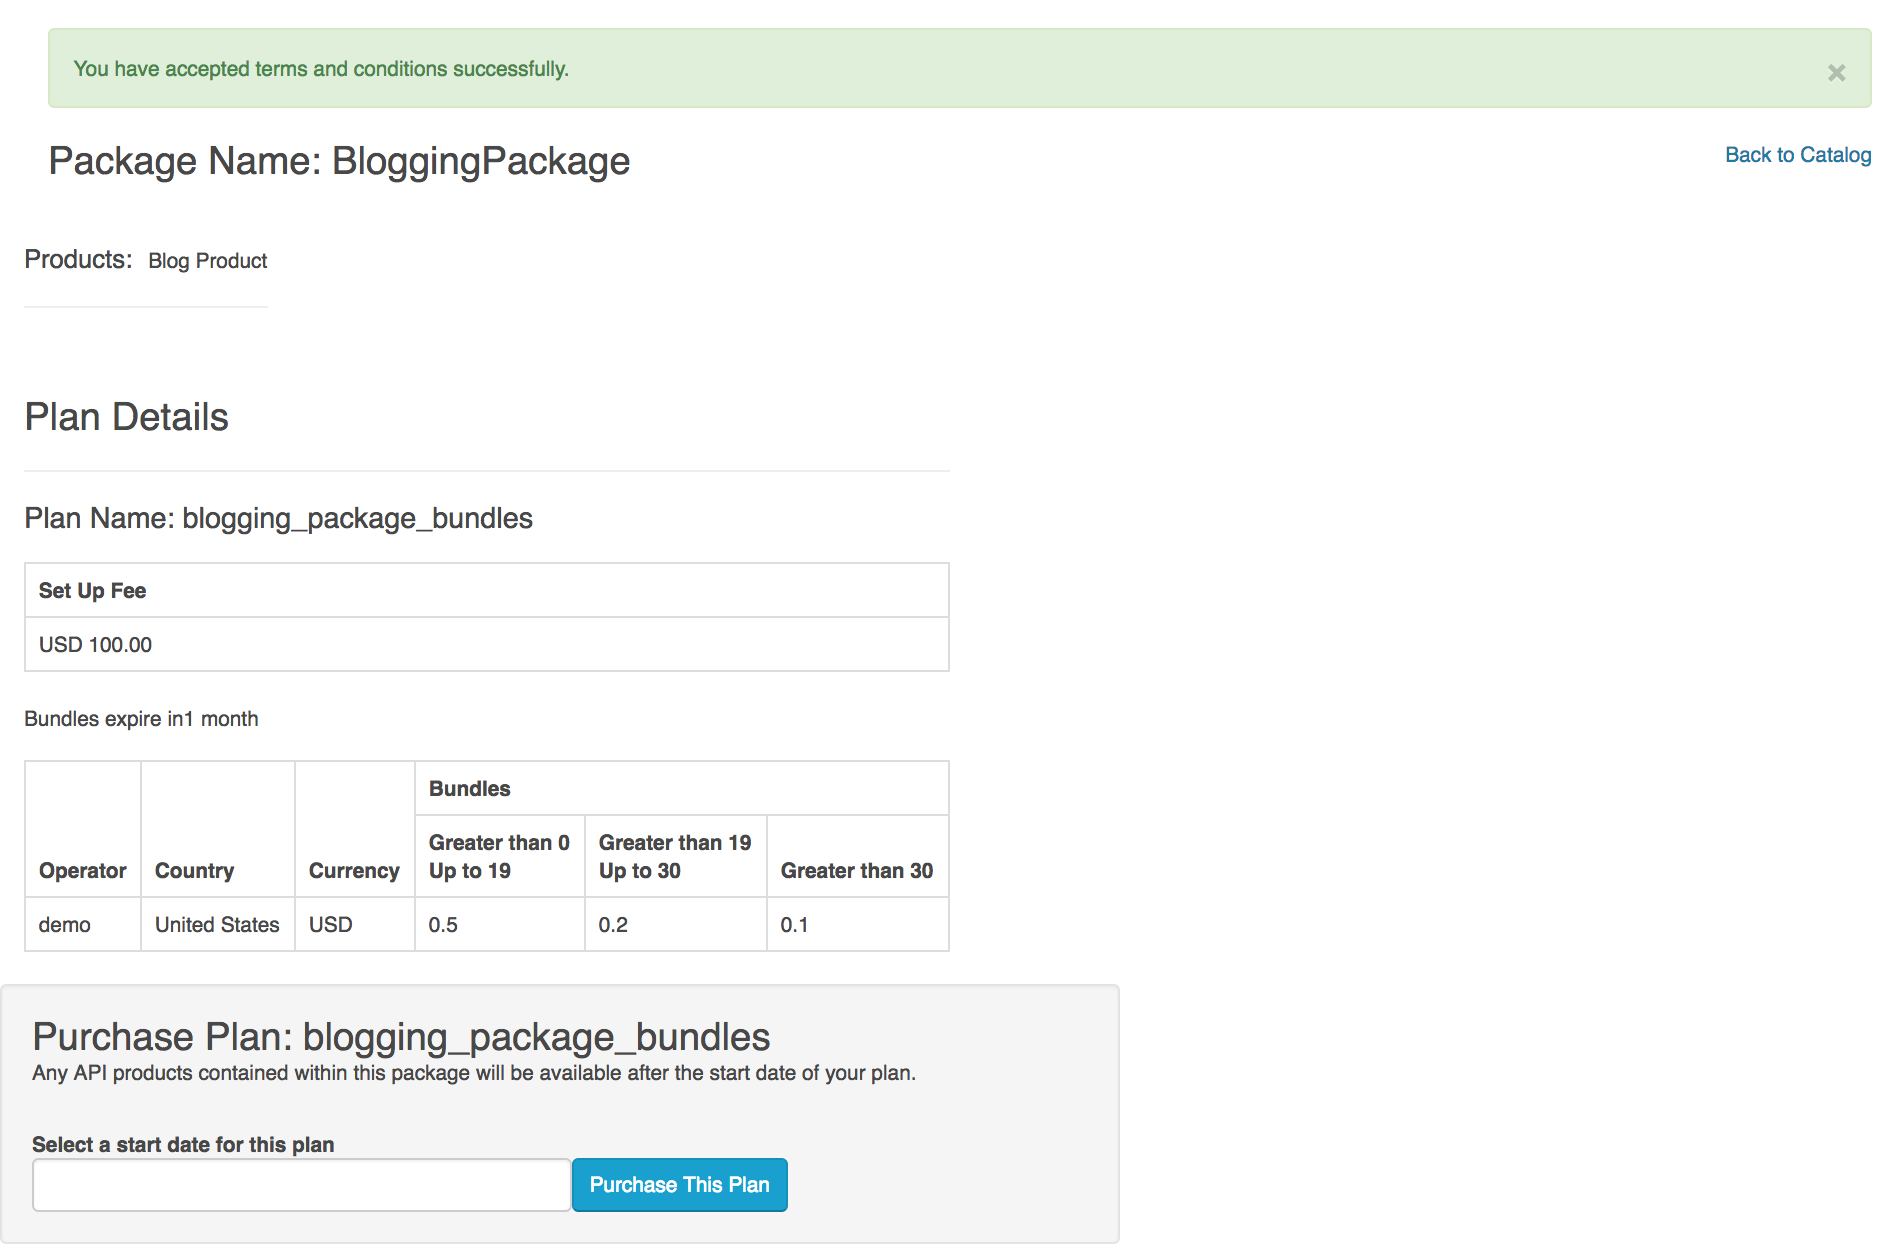 You have accepted terms and conditions successfully.
×
Package Name: BloggingPackage
Back to Catalog
Products: Blog Product
Plan Details
Plan Name: blogging_package_bundles
Set Up Fee
USD 100.00
Bundles expire in1 month
Bundles
Operator Country Currency Greater than 0 Up to 19 Greater than 19 Up to 30 Greater than 30
demo United States USD 0.5 0.2 0.1
Purchase Plan: blogging_package_bundles
Any API products contained within this package will be available after the start date of your plan.
Select a start date for this plan
Purchase This Plan